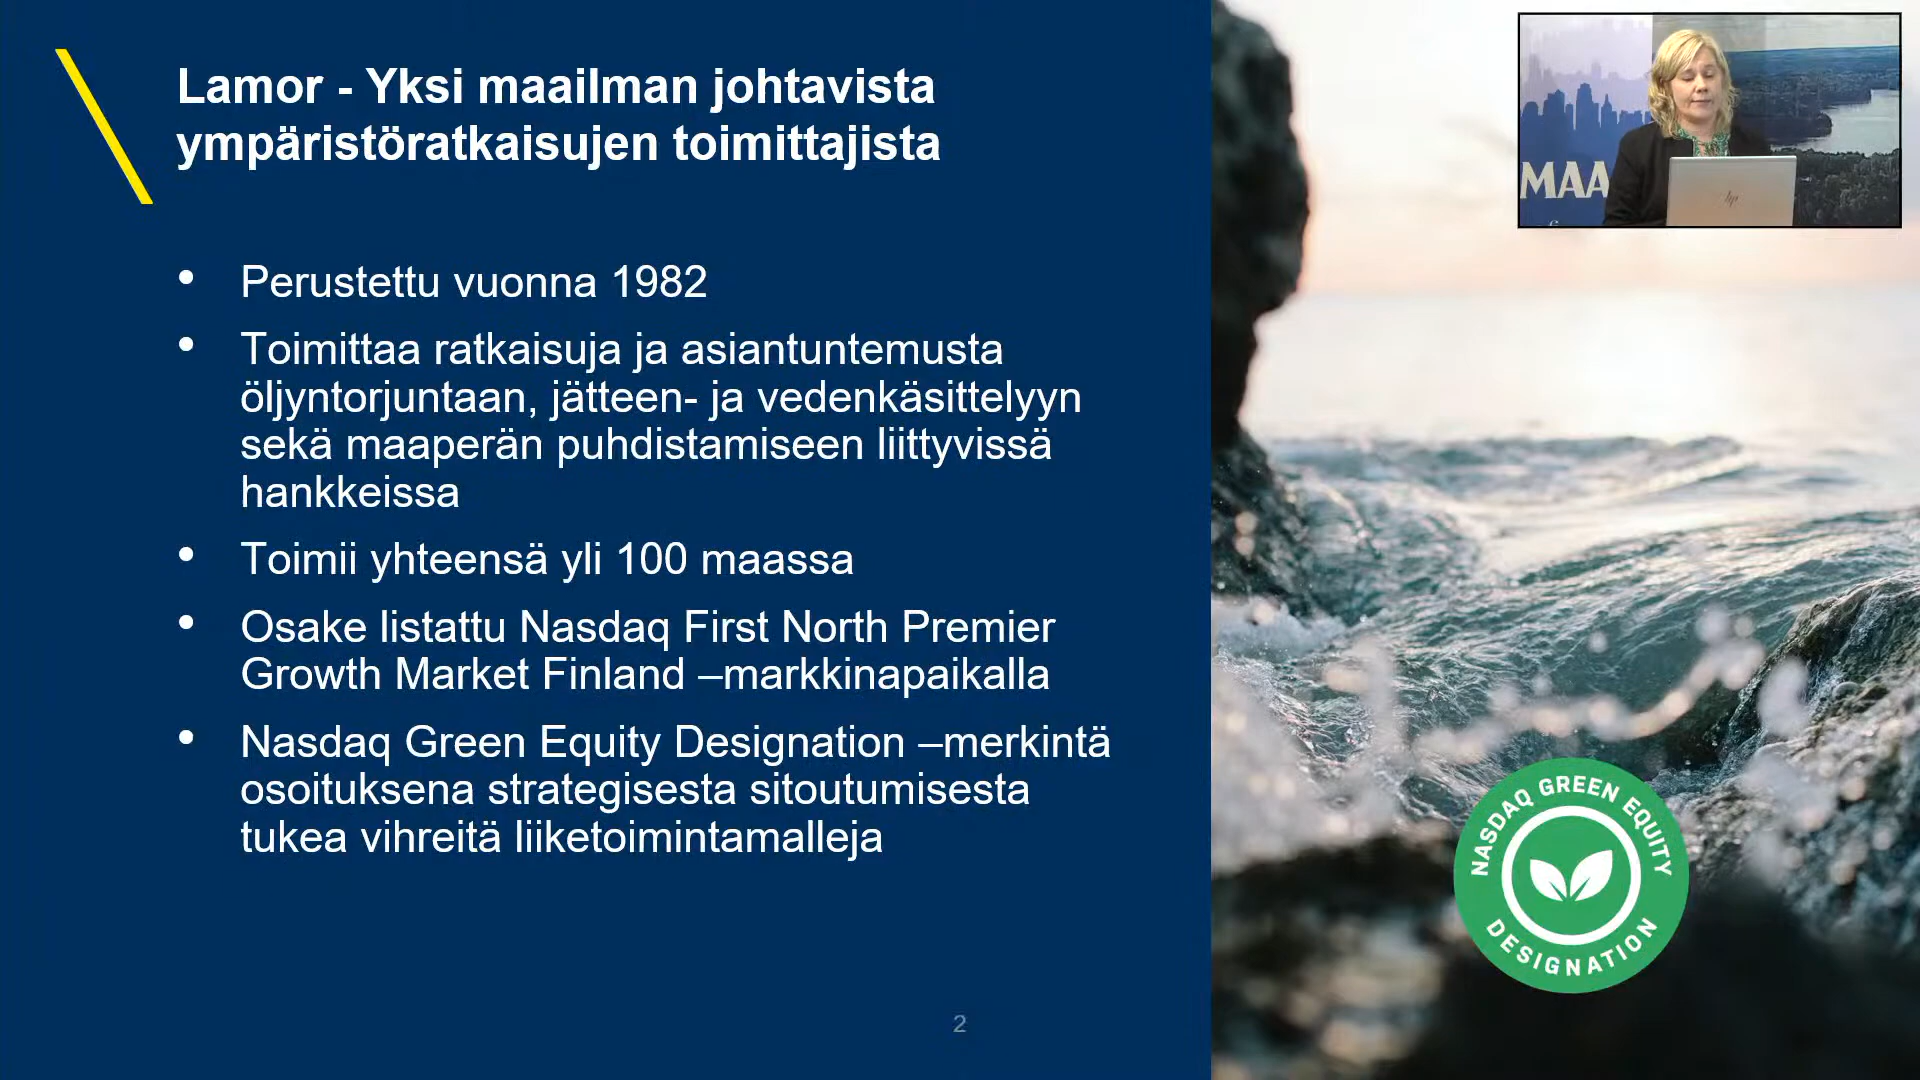 Lamor - Yksi maailman johtavista
ympäristöratkaisujen toimittajista
• Perustettu vuonna 1982
• Toimittaa ratkaisuja ja asiantuntemusta
öljyntorjuntaan, jätteen- ja vedenkäsittelyyn
sekä maaperän puhdistamiseen liittyvissä
hankkeissa
• Toimii yhteensä yli 100 maassa
• Osake listattu Nasdaq First North Premier
Growth Market Finland –markkinapaikalla
• Nasdaq Green Equity Designation –merkintä
osoituksena strategisesta sitoutumisesta
tukea vihreitä liiketoimintamalleja
2
MAA
hp
NASDAQ GREEN EQUITY
DESIGNATION